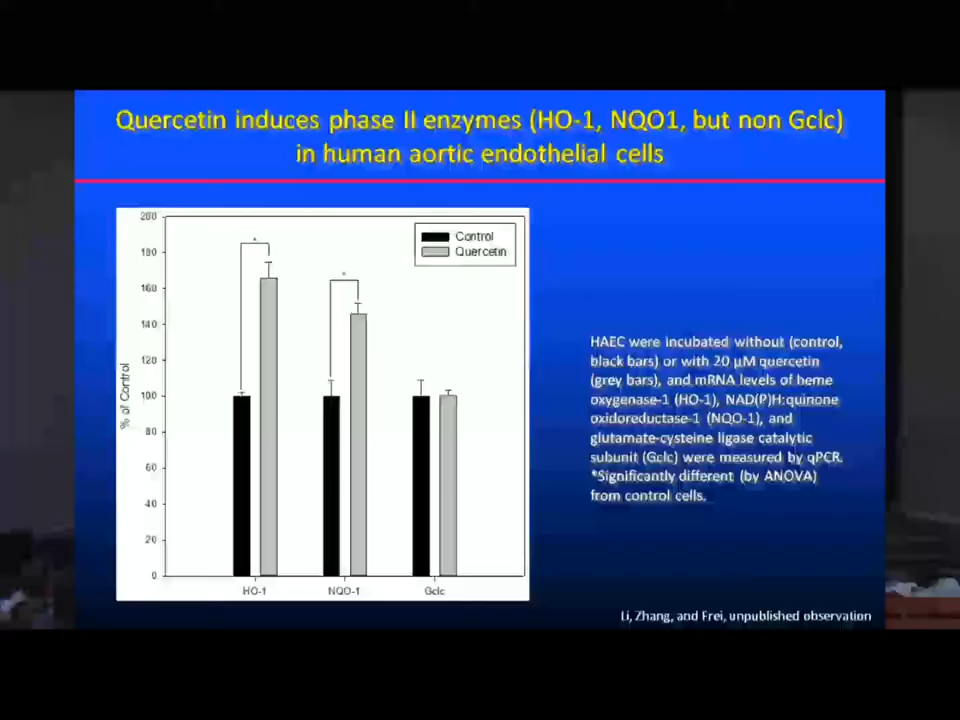 Quercetin induces phase II enzymes (HO-1, NQO1, but non Gclc)
in human aortic endothelial cells
200
180
160
140
120
100
80
60
40
20
0
% of Control
*
*
Control
Quercetin
HO-1
NQO-1
Gclc
HAEC were incubated without (control,
black bars) or with 20 µM quercetin
(grey bars), and mRNA levels of heme
oxygenase-1 (HO-1), NAD(P)H:quinone
oxidoreductase-1 (NQO-1), and
glutamate-cysteine ligase catalytic
subunit (Gclc) were measured by qPCR.
*Significantly different (by ANOVA)
from control cells.
Li, Zhang, and Frei, unpublished observation